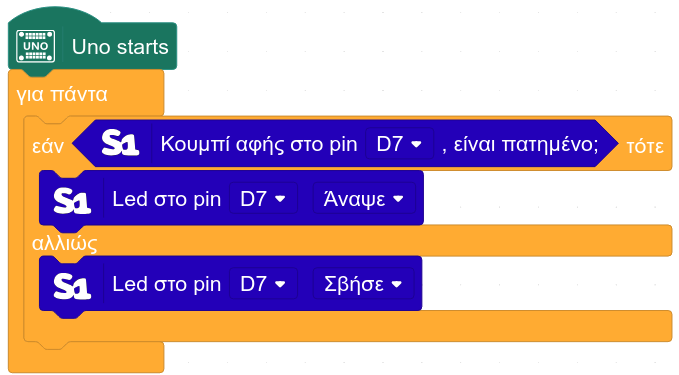 UNO Uno starts
για πάντα
εάν S1 Κουμπί αφής στο pin D7 , είναι πατημένο; τότε
S1 Led στο pin D7 Άναψε
αλλιώς
S1 Led στο pin D7 Σβήσε